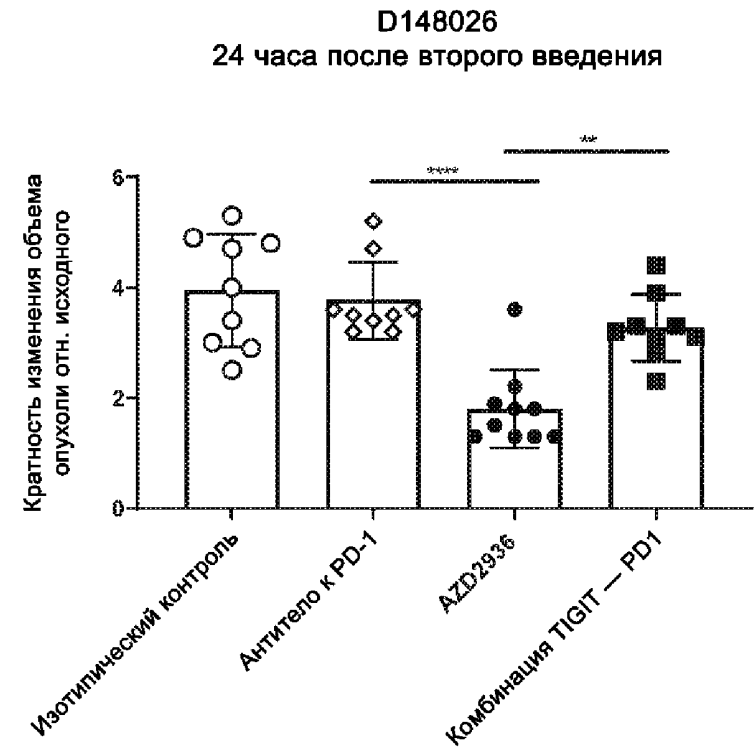 D148026
24 часа после второго введения
**
****
Кратность изменения объема
опухоли отн. исходного
6
4
2
0
Изотипический контроль
Антитело к PD-1
AZD2936
Комбинация TIGIT — PD1